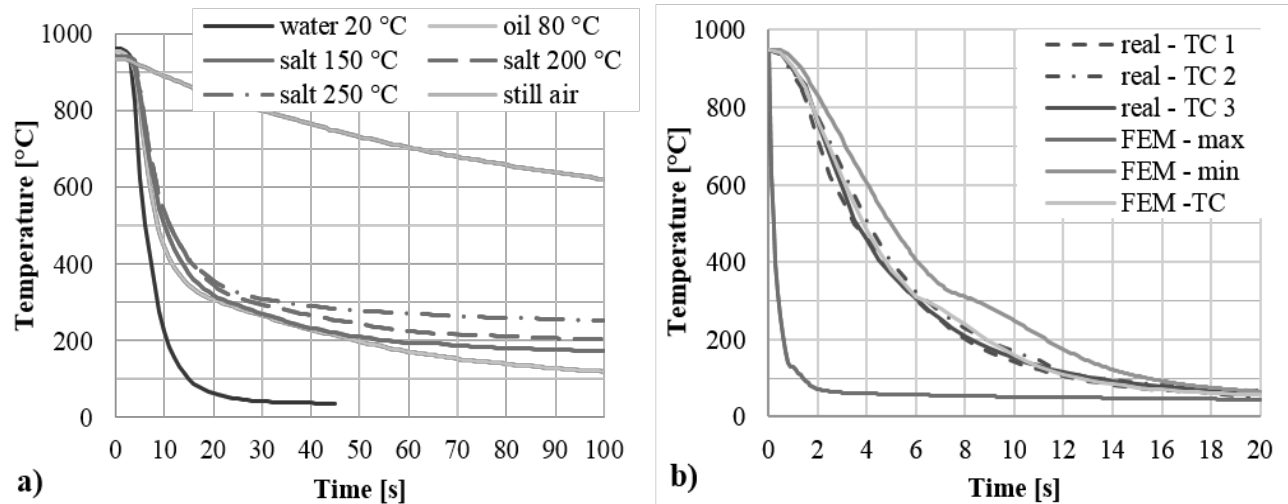 water 20 °C oil 80 °C
salt 150 °C salt 200 °C
salt 250 °C still air
Temperature [°C]
1000
800
600
400
200
0
0 10 20 30 40 50 60 70 80 90 100
Time [s]
a)
real - TC 1
real - TC 2
real - TC 3
FEM - max
FEM - min
FEM -TC
Temperature [°C]
1000
800
600
400
200
0
0 2 4 6 8 10 12 14 16 18 20
Time [s]
b)